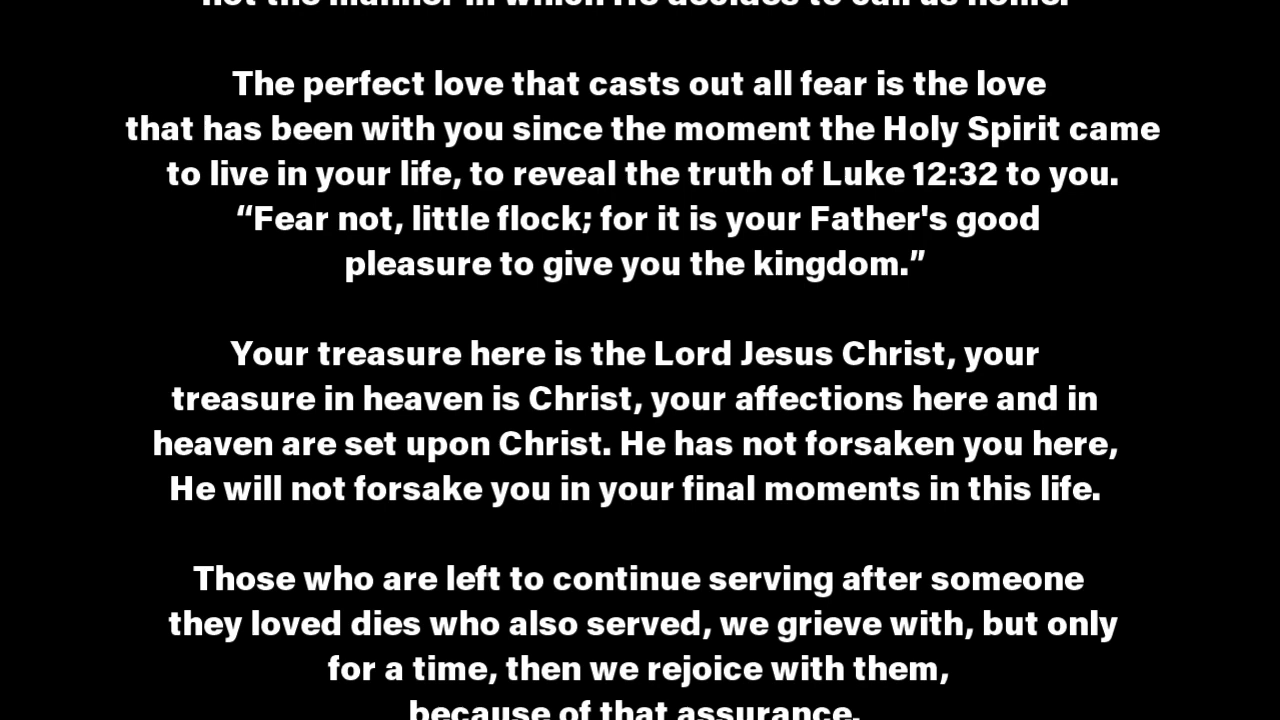 not the manner in which He decides to call us home.
The perfect love that casts out all fear is the love
that has been with you since the moment the Holy Spirit came
to live in your life, to reveal the truth of Luke 12:32 to you.
“Fear not, little flock; for it is your Father's good
pleasure to give you the kingdom.”
Your treasure here is the Lord Jesus Christ, your
treasure in heaven is Christ, your affections here and in
heaven are set upon Christ. He has not forsaken you here,
He will not forsake you in your final moments in this life.
Those who are left to continue serving after someone
they loved dies who also served, we grieve with, but only
for a time, then we rejoice with them,
because of that assurance.